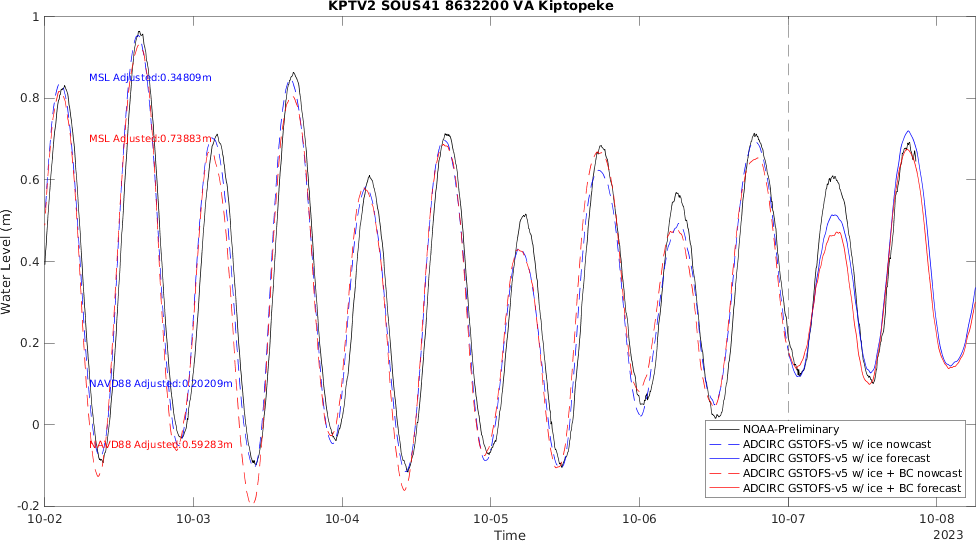 KPTV2 SOUS41 8632200 VA Kiptopeke
1
0.8
0.6
0.4
0.2
0
-0.2
Water Level (m)
MSL Adjusted:0.34809m
MSL Adjusted:0.73883m
NAVD88 Adjusted:0.20209m
NAVD88 Adjusted:0.59283m
NOAA-Preliminary
ADCIRC GSTOFS-v5 w/ ice nowcast
ADCIRC GSTOFS-v5 w/ ice forecast
ADCIRC GSTOFS-v5 w/ ice + BC nowcast
ADCIRC GSTOFS-v5 w/ ice + BC forecast
10-02 10-03 10-04 10-05 10-06 10-07 10-08
Time
2023